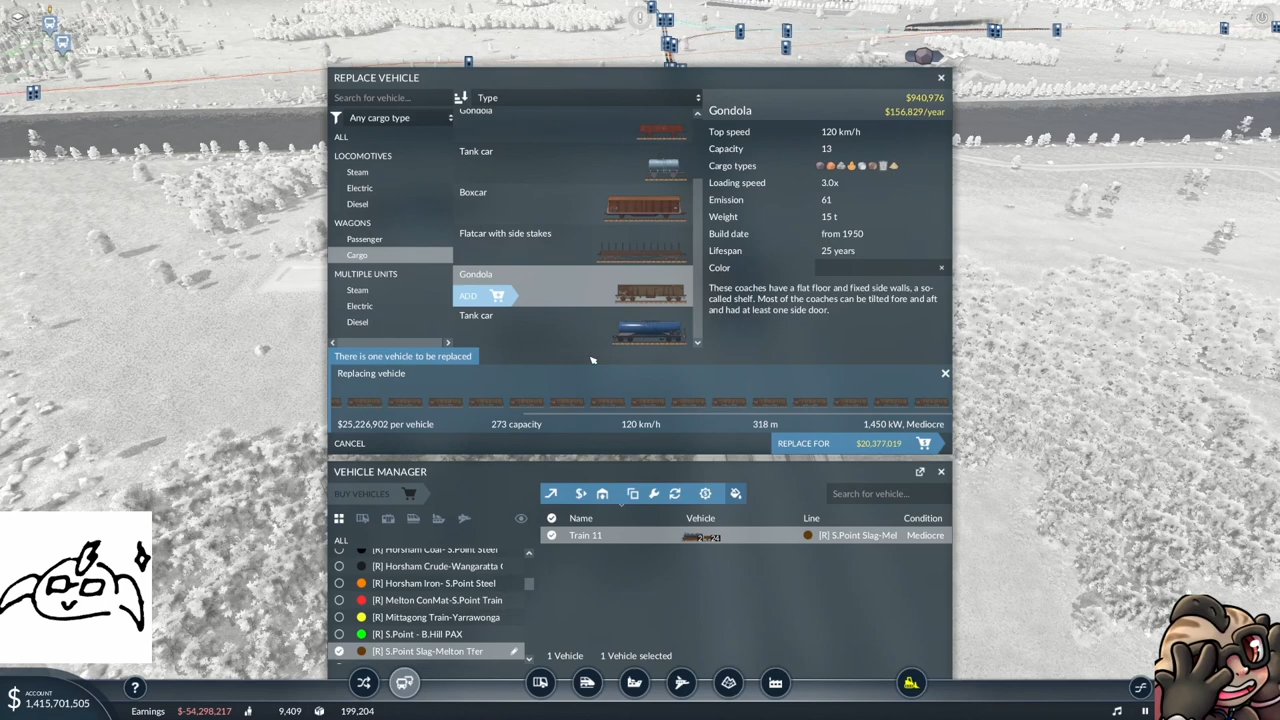 REPLACE VEHICLE
Search for vehicle...
Type
Any cargo type
ALL
LOCOMOTIVES
Steam
Electric
Diesel
WAGONS
Passenger
Cargo
MULTIPLE UNITS
Steam
Electric
Diesel
Gondola
Tank car
Boxcar
Flatcar with side stakes
Gondola
ADD
Tank car
$940,976
Gondola
$156,829/year
Top speed 120 km/h
Capacity 13
Cargo types
Loading speed 3.0x
Emission 61
Weight 15 t
Build date from 1950
Lifespan 25 years
Color
These coaches have a flat floor and fixed side walls, a so-
called shelf. Most of the coaches can be tilted fore and aft
and had at least one side door.
There is one vehicle to be replaced
Replacing vehicle
$25,226,902 per vehicle 273 capacity 120 km/h 318 m 1,450 kW, Mediocre
CANCEL
REPLACE FOR $20,377,019
VEHICLE MANAGER
BUY VEHICLES
Search for vehicle...
ALL
[R] Horsham Coal- S.Point Steel
[R] Horsham Crude-Wangaratta
[R] Horsham Iron- S.Point Steel
[R] Melton ConMat-S.Point Train
[R] Mittagong Train-Yarrawonga
[R] S.Point - B.Hill PAX
[R] S.Point Slag-Melton Tfer
Name Vehicle Line Condition
Train 11 2 24 [R] S.Point Slag-Mel Mediocre
1 Vehicle 1 Vehicle selected
$ ACCOUNT
1,415,701,505
?
Earnings $-54,298,217 9,409 199,204